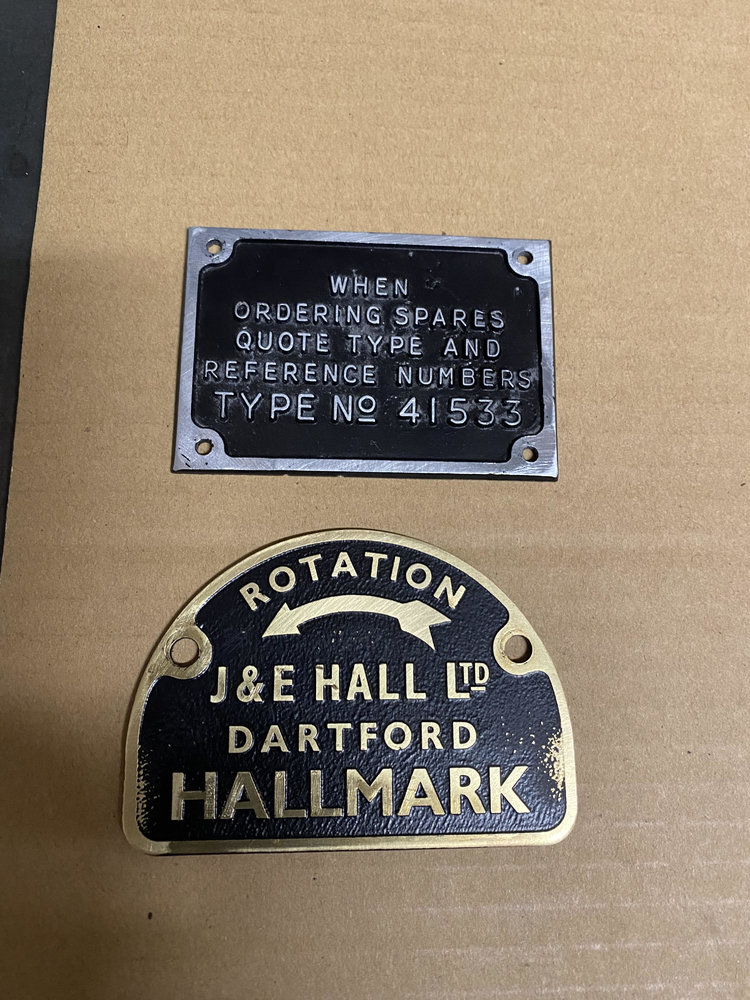 WHEN
ORDERING SPARES
QUOTE TYPE AND
REFERENCE NUMBERS
TYPE Nº 41533
ROTATION
J&E HALL LTD
DARTFORD
HALLMARK